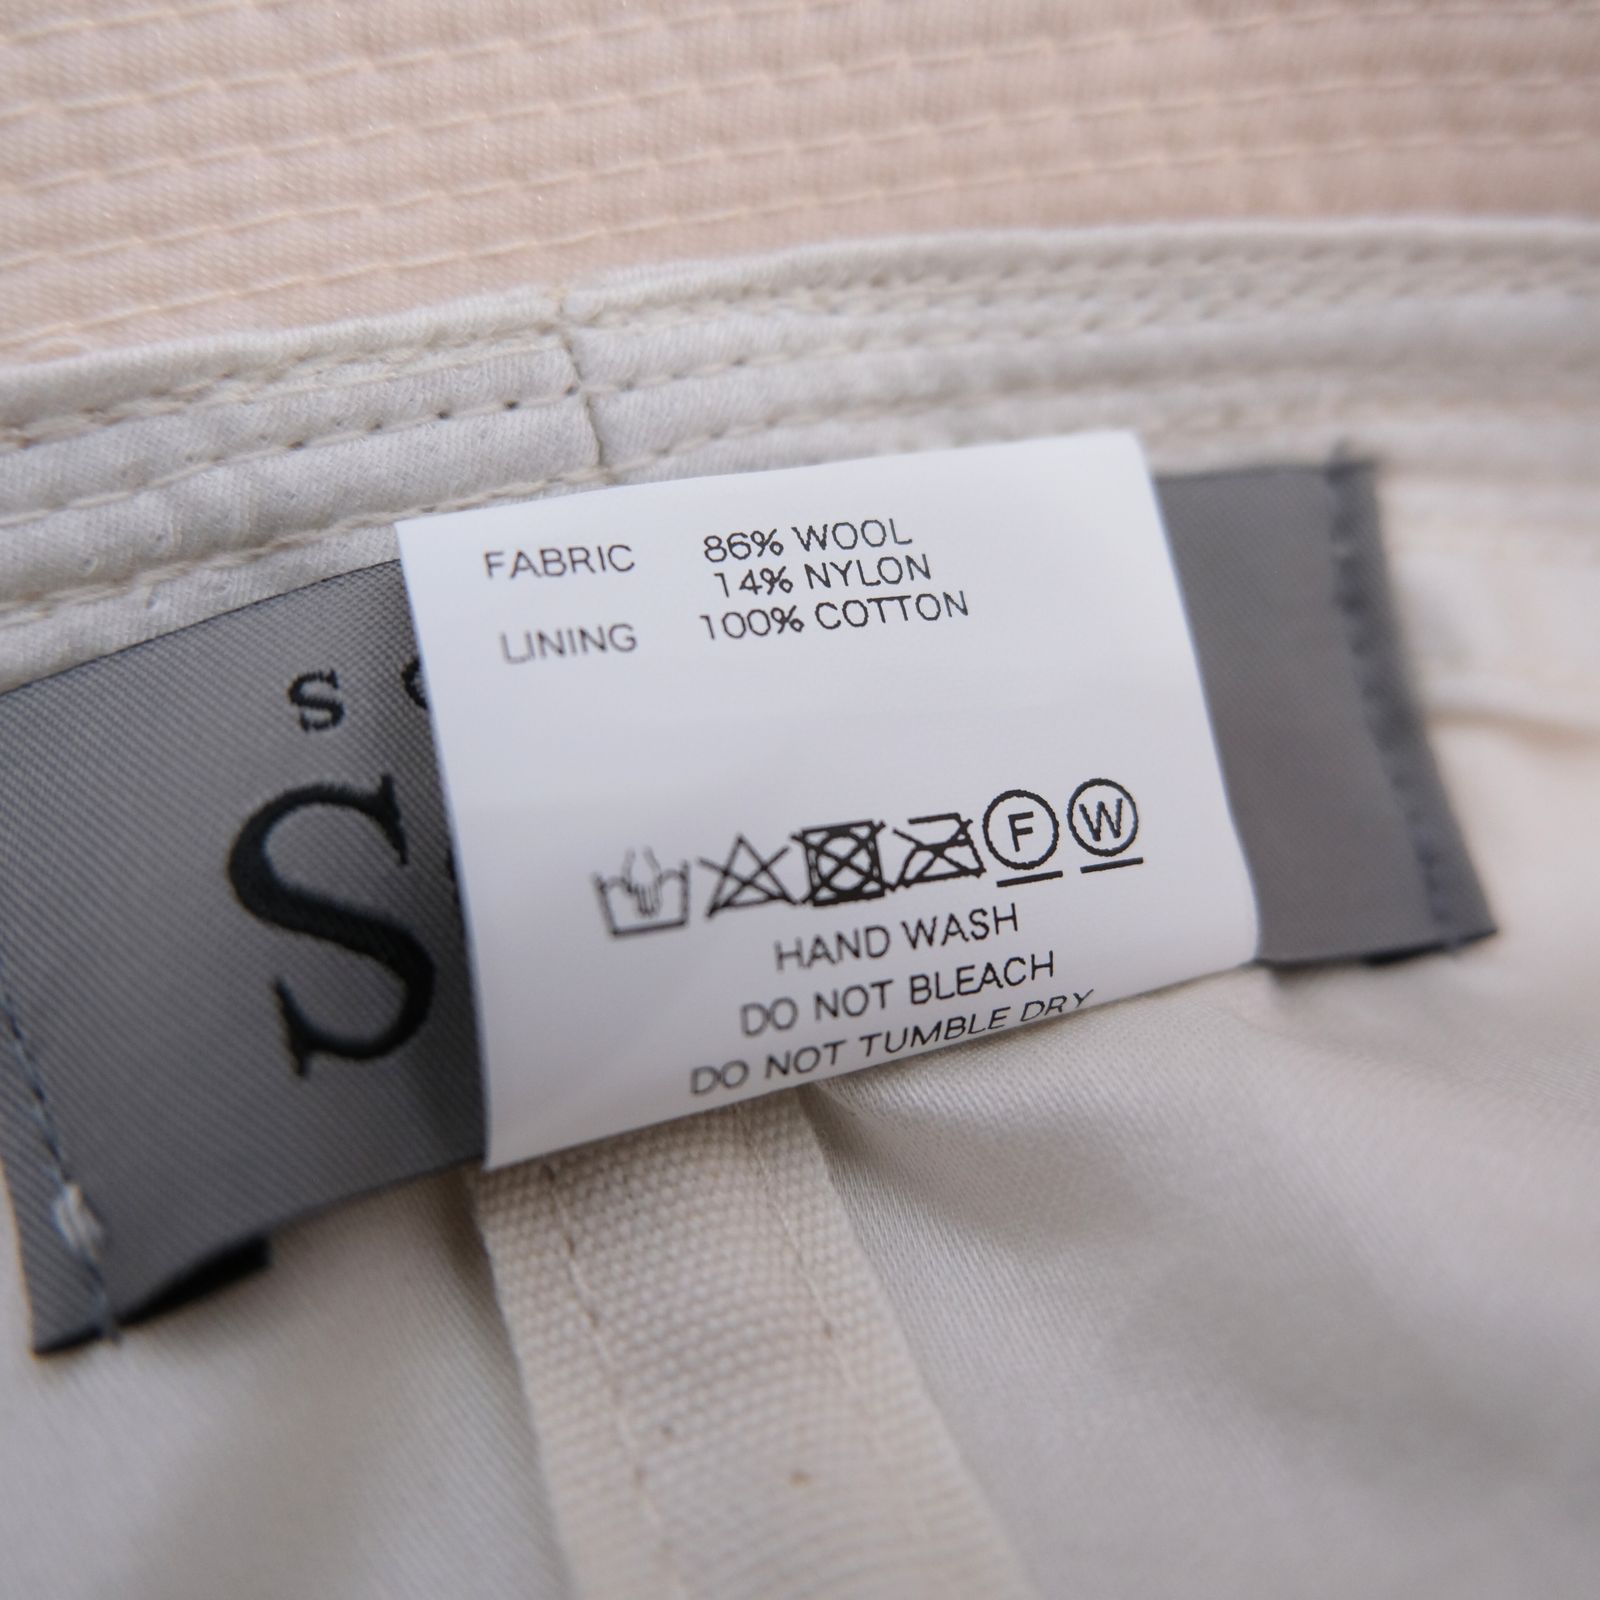 FABRIC 86% WOOL
14% NYLON
LINING 100% COTTON
F W
HAND WASH
DO NOT BLEACH
DO NOT TUMBLE DRY
S
S